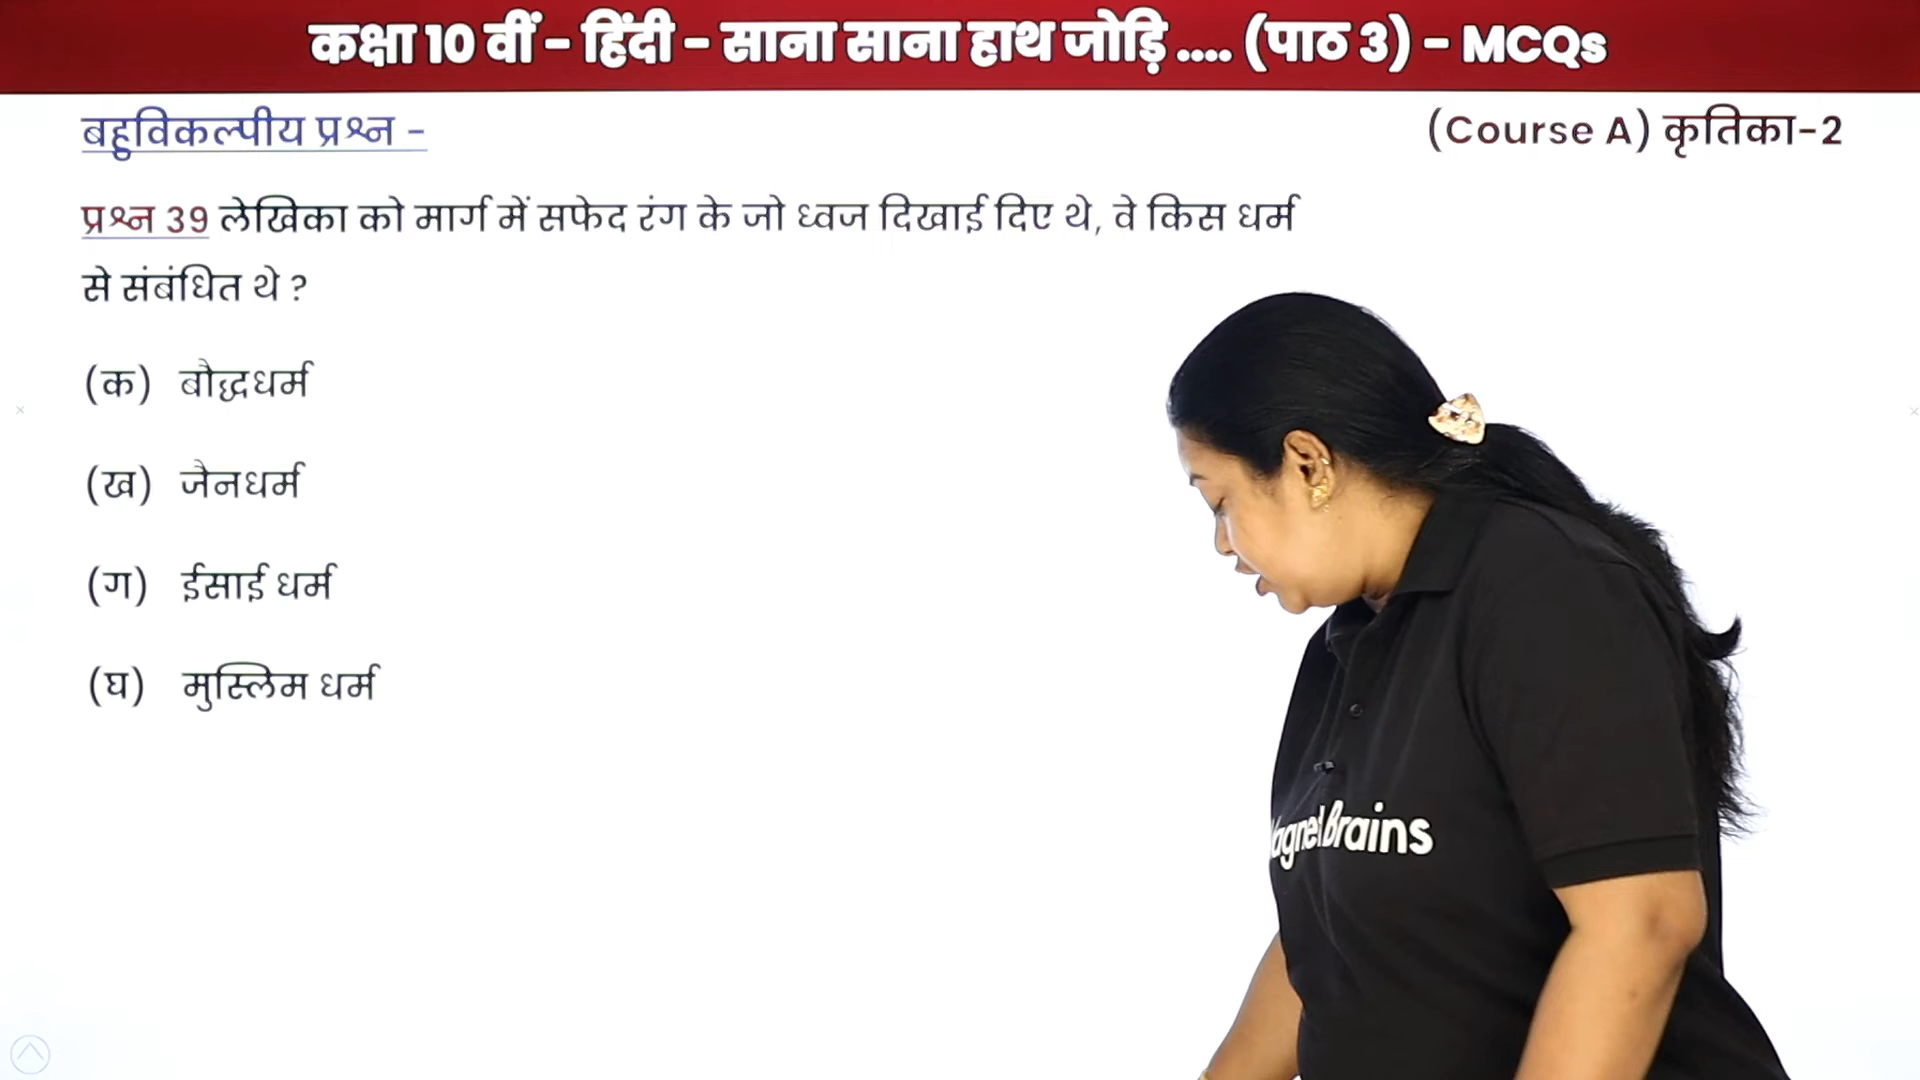 कक्षा 10 वीं - हिंदी - साना साना हाथ जोड़ि .... (पाठ 3) - MCQs
बहुविकल्पीय प्रश्न -
(Course A) कृतिका-2
प्रश्न 39 लेखिका को मार्ग में सफेद रंग के जो ध्वज दिखाई दिए थे, वे किस धर्म
से संबंधित थे ?
(क) बौद्धधर्म
(ख) जैनधर्म
(ग) ईसाई धर्म
(घ) मुस्लिम धर्म
Brains